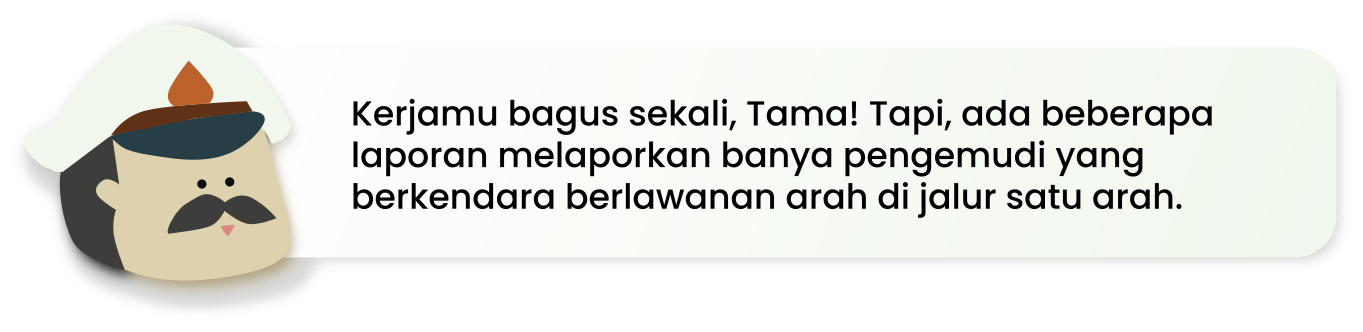 Kerjamu bagus sekali, Tama! Tapi, ada beberapa
laporan melaporkan banya pengemudi yang
berkendara berlawanan arah di jalur satu arah.